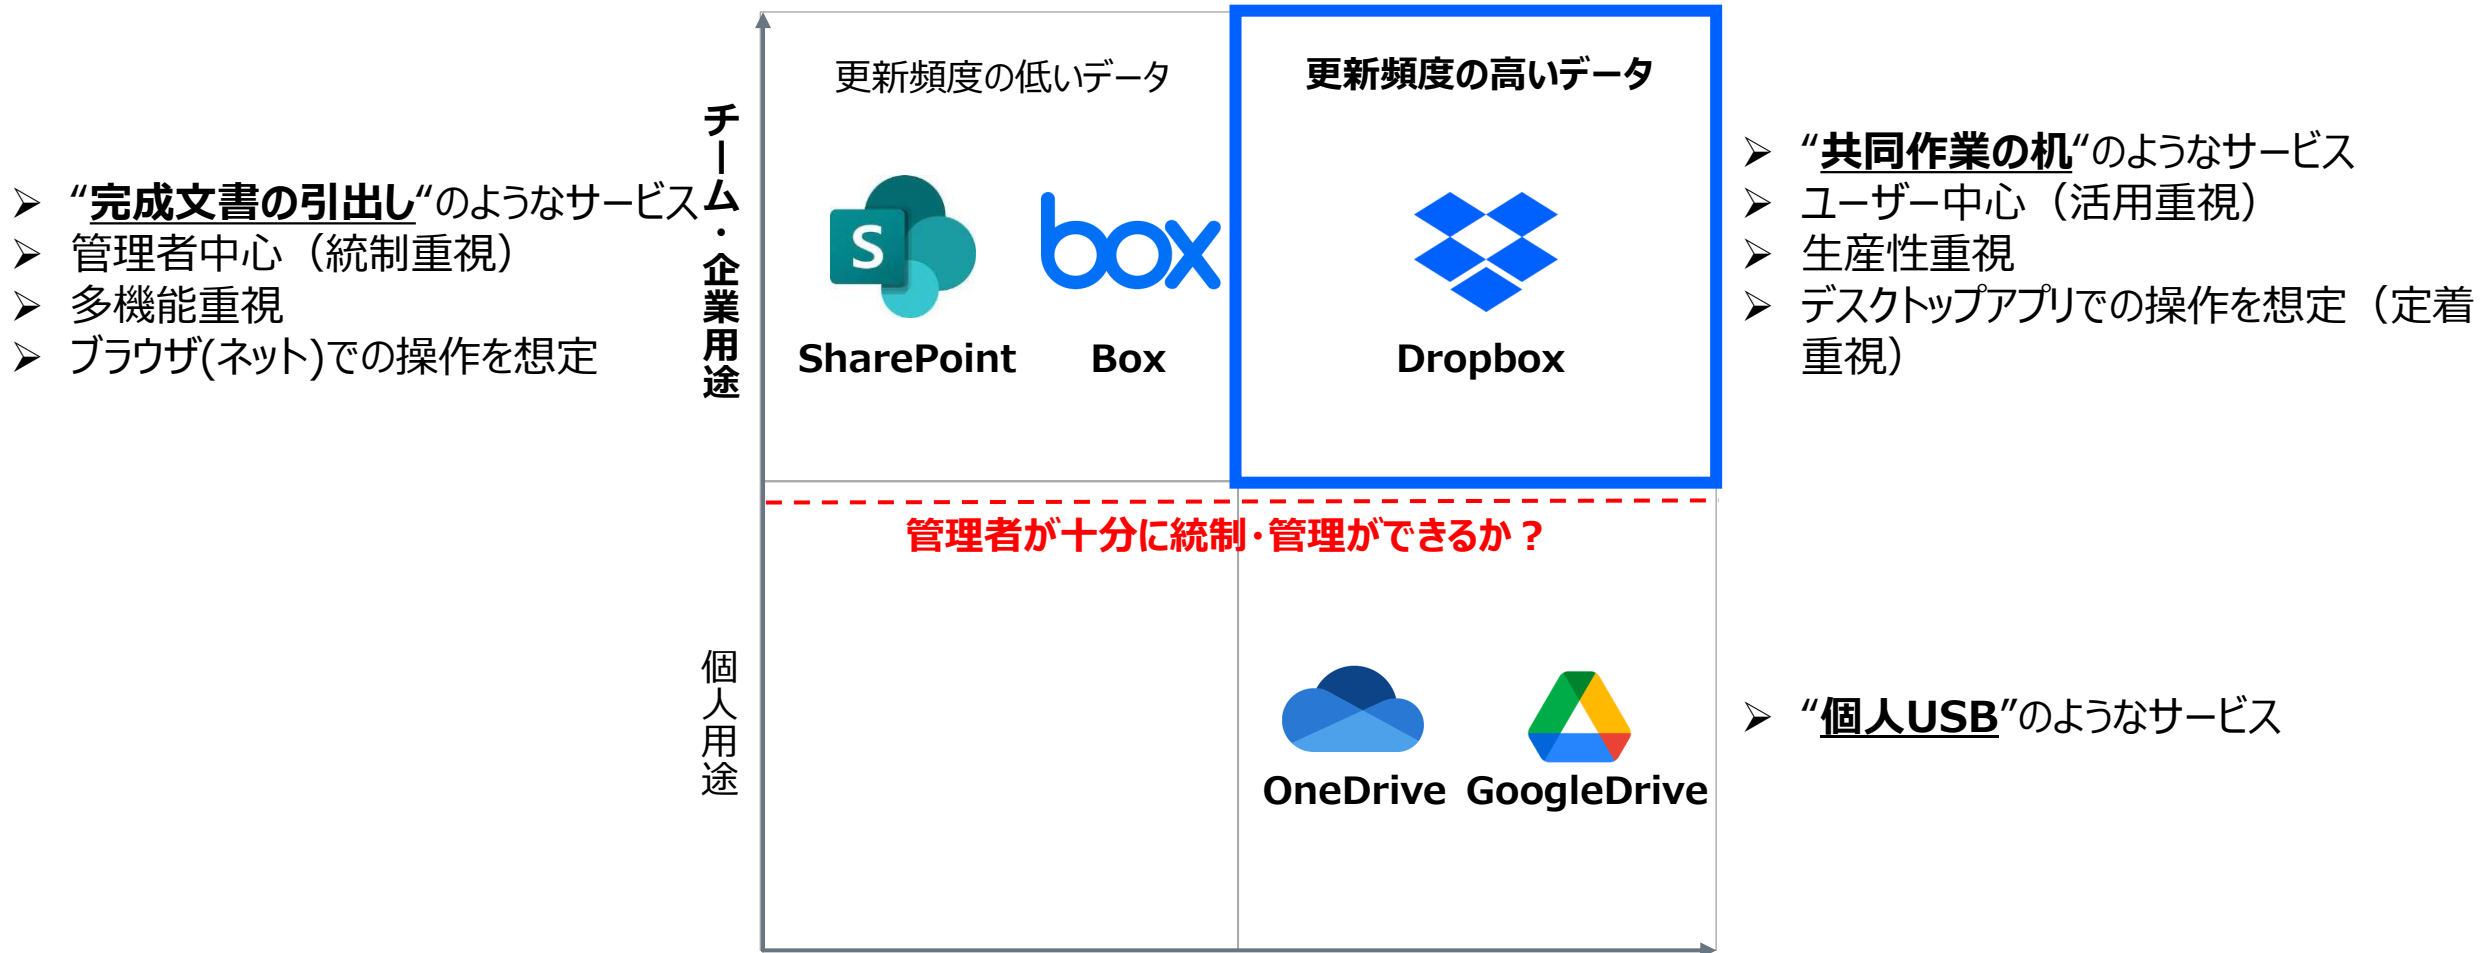 更新頻度の低いデータ
更新頻度の高いデータ
チーム・企業用途
➢ “完成文書の引出し“のようなサービス
➢ 管理者中心（統制重視）
➢ 多機能重視
➢ ブラウザ(ネット)での操作を想定
S
box
SharePoint
Box
Dropbox
➢ “共同作業の机“のようなサービス
➢ ユーザー中心（活用重視）
➢ 生産性重視
➢ デスクトップアプリでの操作を想定（定着
重視）
管理者が十分に統制・管理ができるか？
個人用途
OneDrive
GoogleDrive
➢ “個人USB”のようなサービス